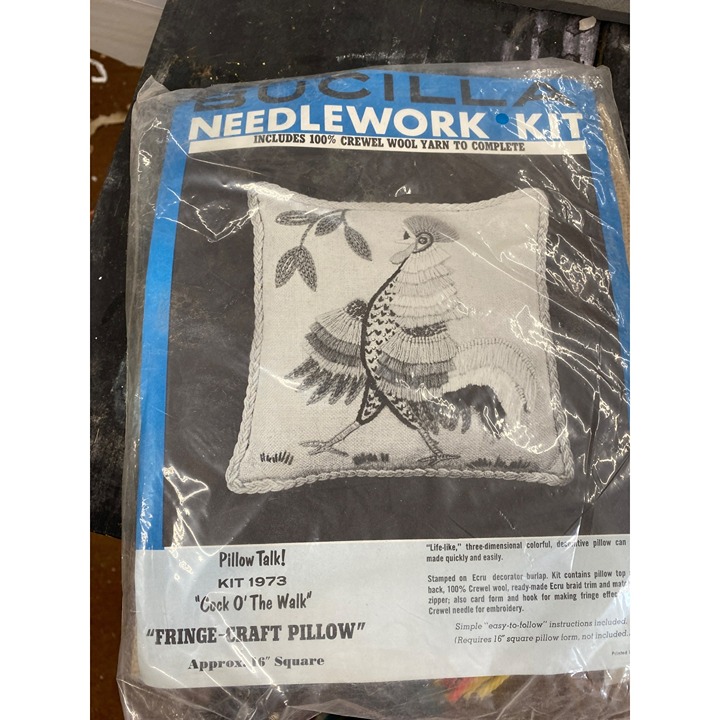 BUCILLA
NEEDLEWORK KIT
INCLUDES 100% CREWEL WOOL YARN TO COMPLETE
Pillow Talk!
KIT 1973
"Cock O' The Walk"
"FRINGE-CRAFT PILLOW"
Approx. 16" Square
"Life-like," three-dimensional colorful, decorative pillow can
made quickly and easily.
Stamped on Ecru decorator burlap. Kit contains pillow top
back, 100% Crewel wool, ready-made Ecru braid trim and
zipper; also card form and hook for making fringe
Crewel needle for embroidery.
Simple "easy-to-follow" instructions included.
(Requires 16" square pillow form, not included.
Printed